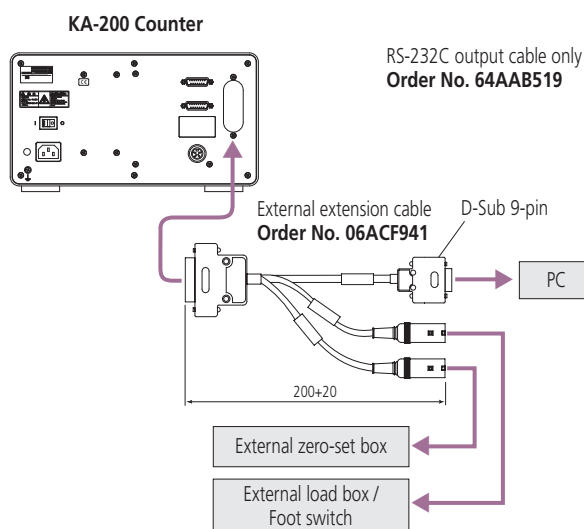 KA-200 Counter
RS-232C output cable only
Order No. 64AAB519
I
O
External extension cable
Order No. 06ACF941
D-Sub 9-pin
PC
200+20
External zero-set box
External load box /
Foot switch